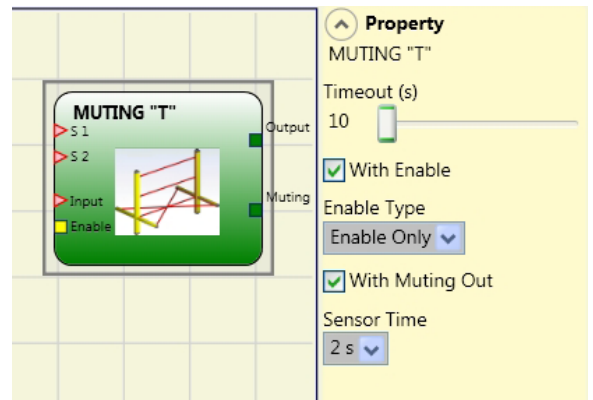 MUTING "T"
S 1
S 2
Input
Enable
Output
Muting
Property
MUTING "T"
Timeout (s)
10
With Enable
Enable Type
Enable Only
With Muting Out
Sensor Time
2 s